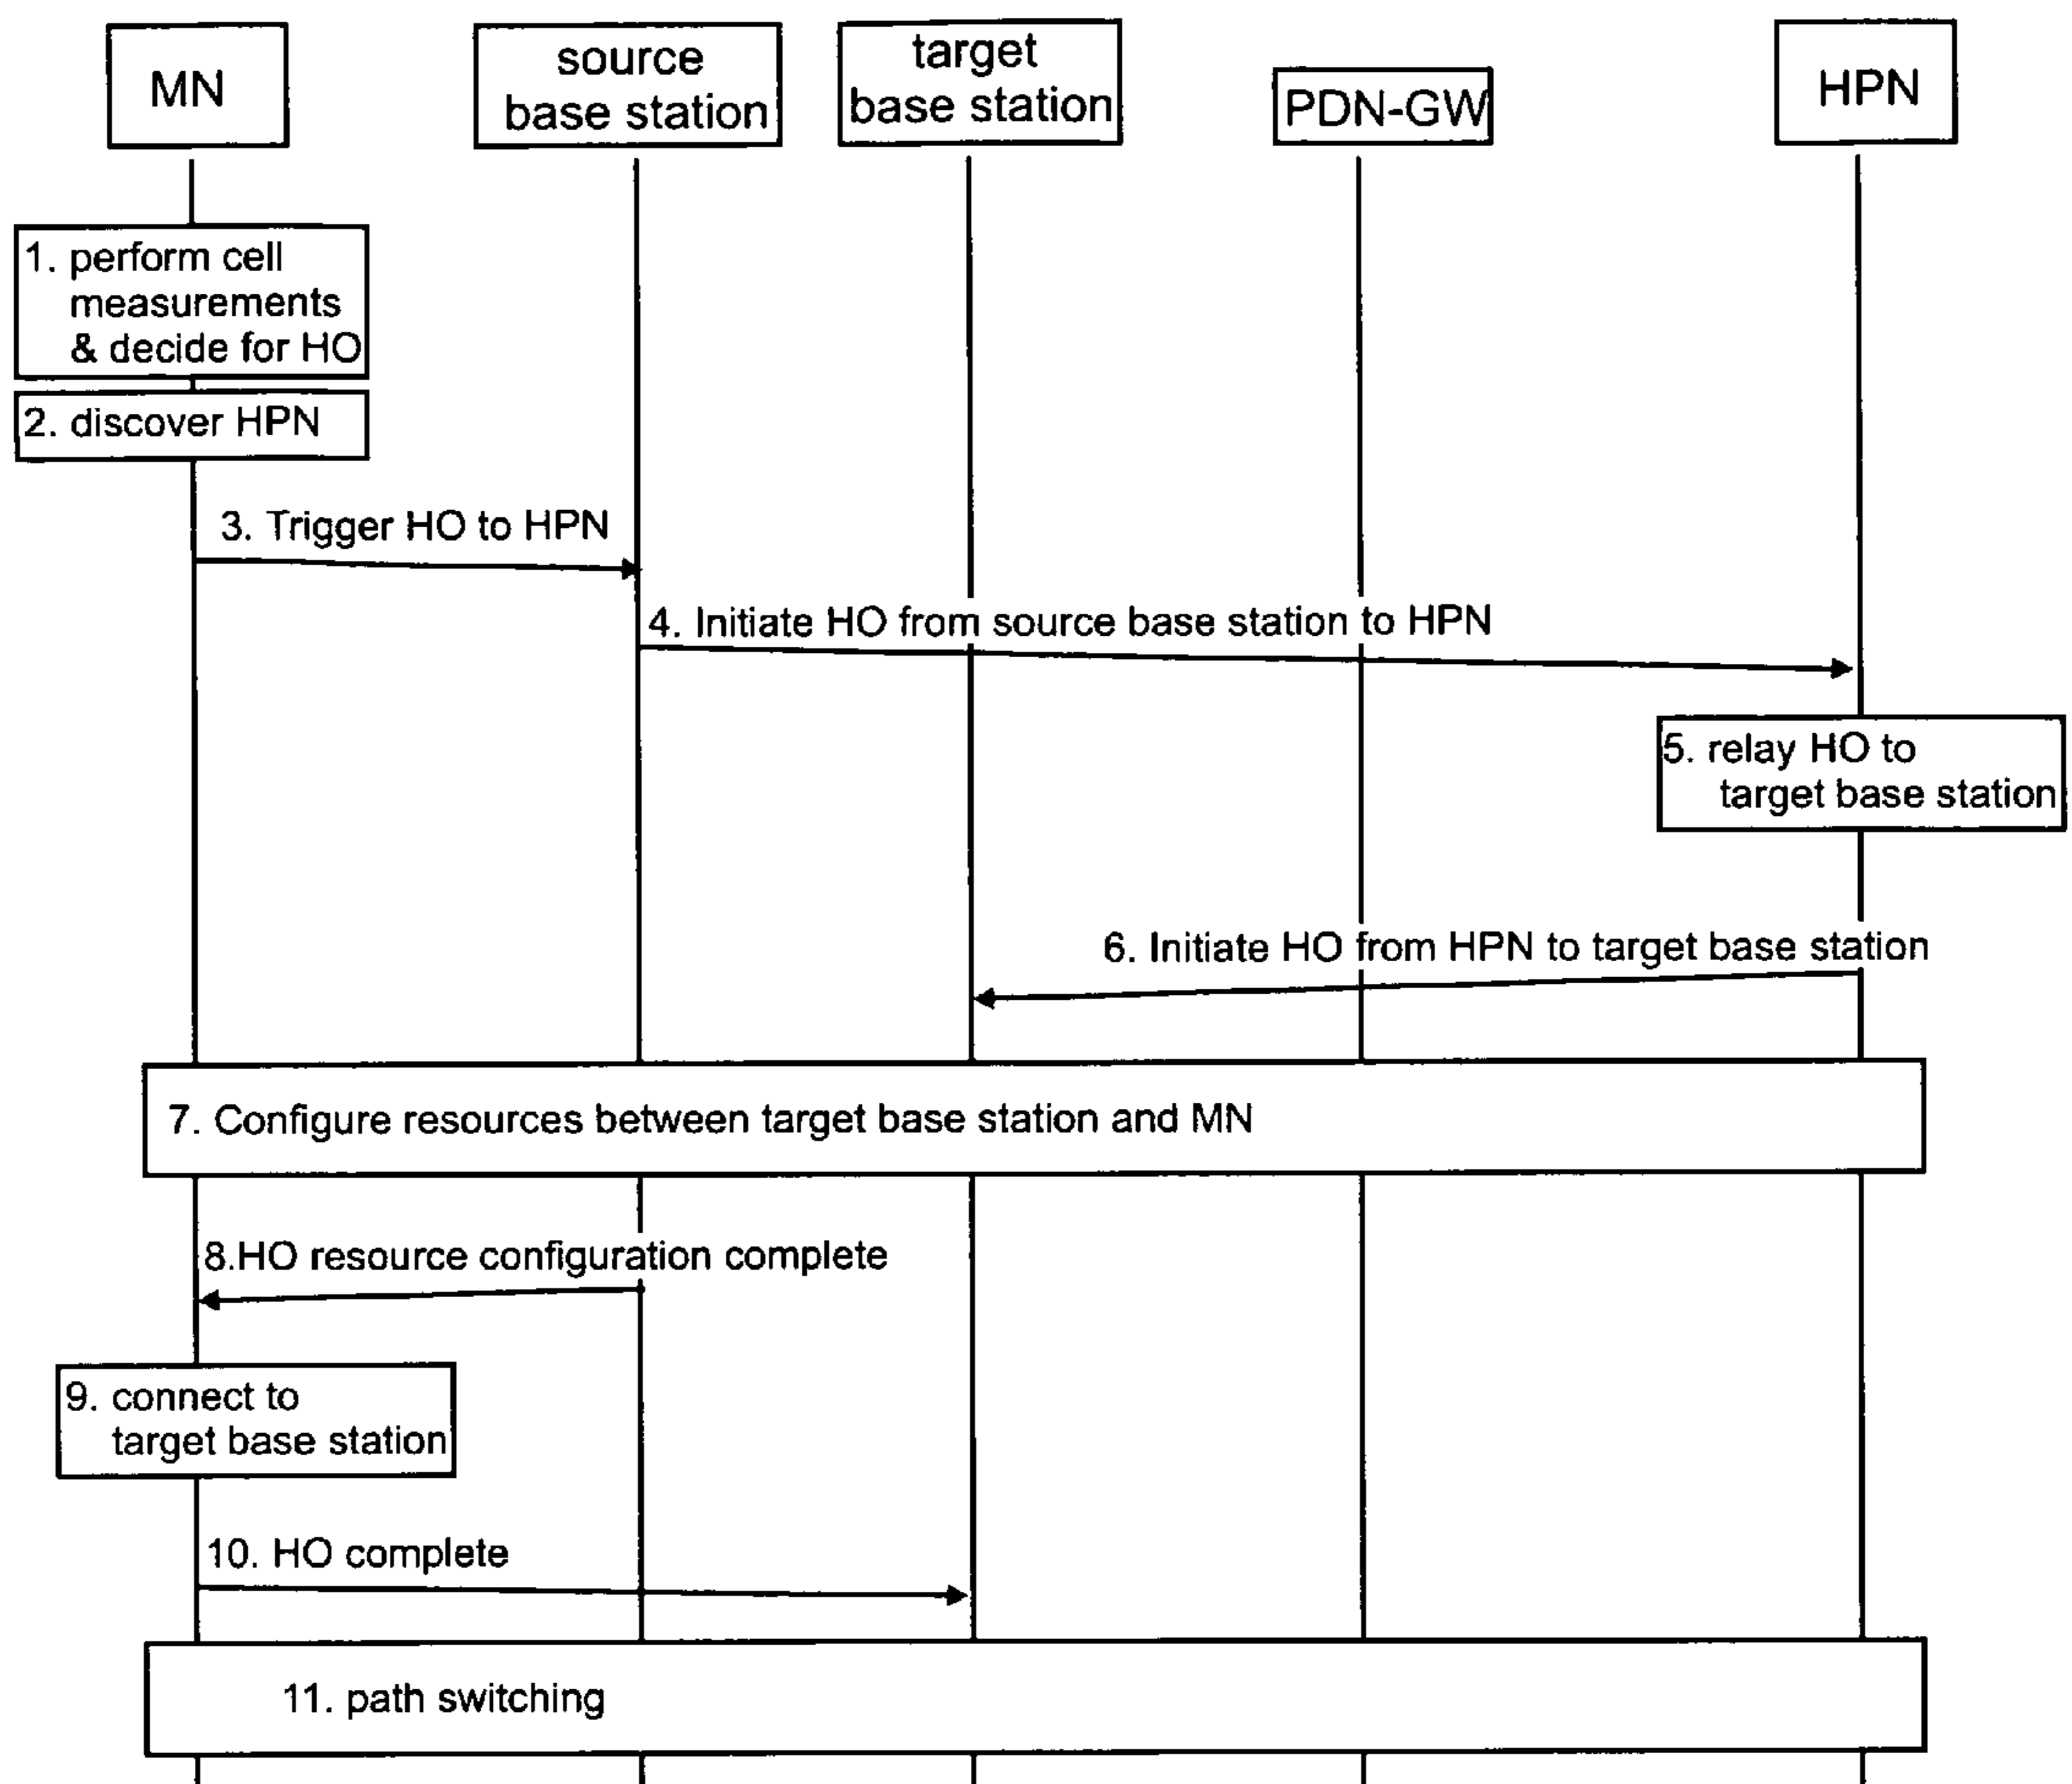 MN
source
base station
target
base station
PDN-GW
HPN
1. perform cell
measurements
& decide for HO
2. discover HPN
3. Trigger HO to HPN
4. Initiate HO from source base station to HPN
5. relay HO to
target base station
6. Initiate HO from HPN to target base station
7. Configure resources between target base station and MN
8.HO resource configuration complete
9. connect to
target base station
10. HO complete
11. path switching